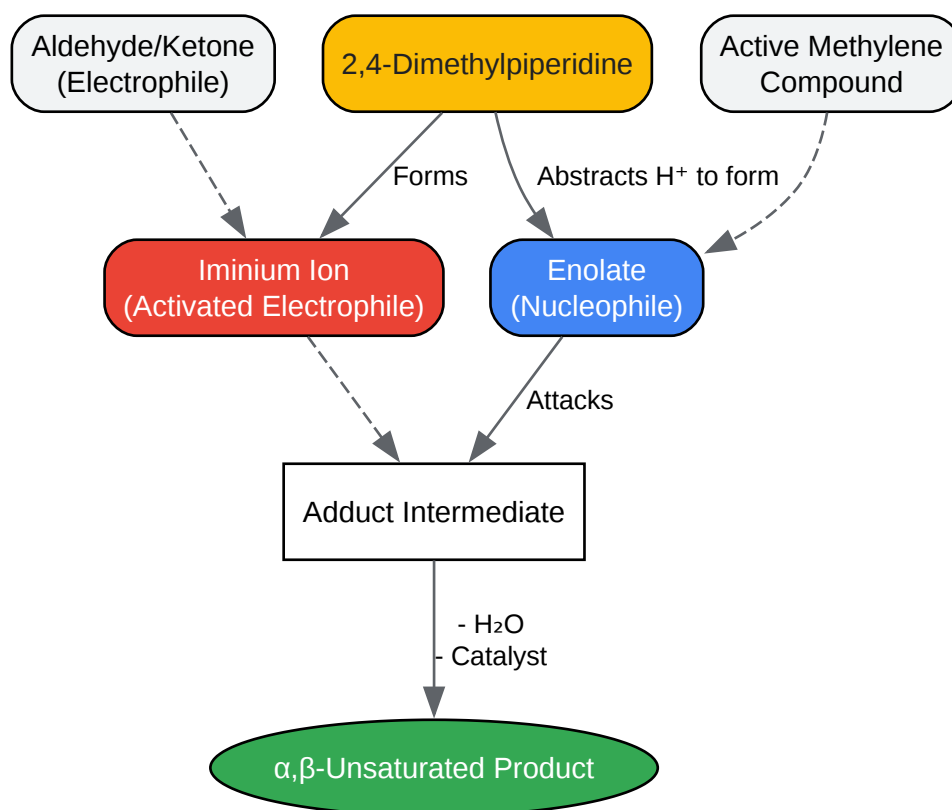 Aldehyde/Ketone
(Electrophile)
2,4-Dimethylpiperidine
Active Methylene
Compound
Forms
Abstracts H⁺ to form
Iminium Ion
(Activated Electrophile)
Enolate
(Nucleophile)
Attacks
Adduct Intermediate
- H₂O
- Catalyst
α,β-Unsaturated Product